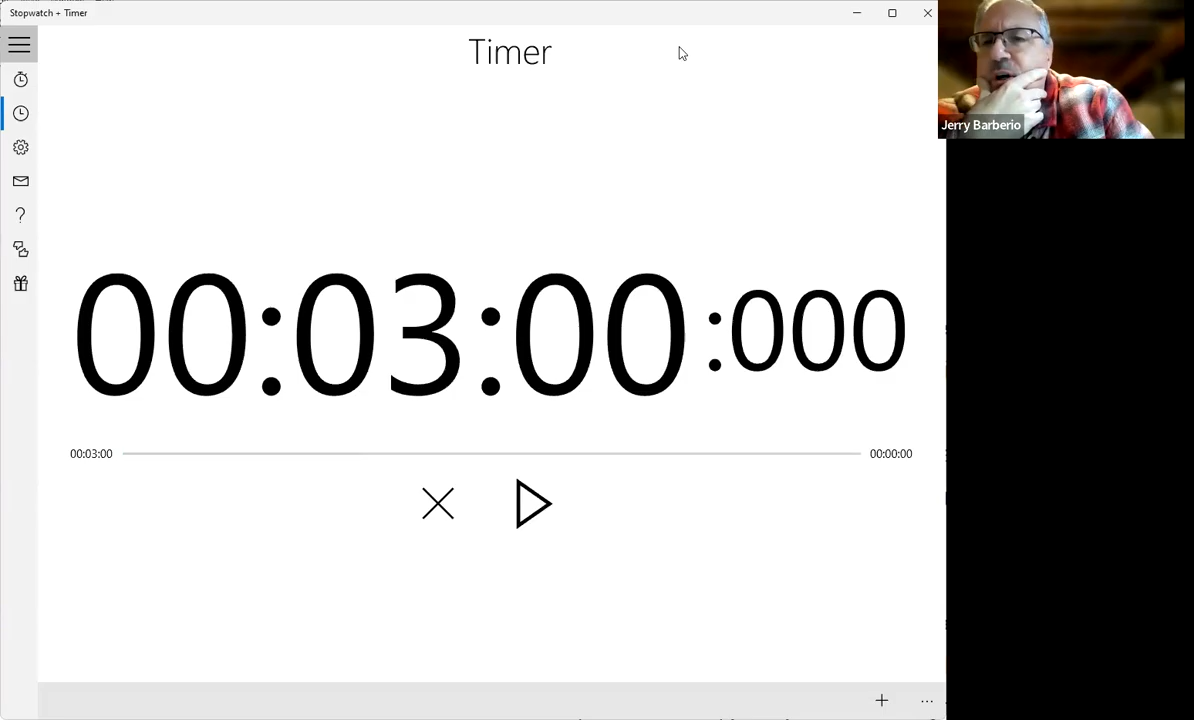 Stopwatch + Timer
Timer
Jerry Barberio
00:03:00:000
00:03:00
00:00:00